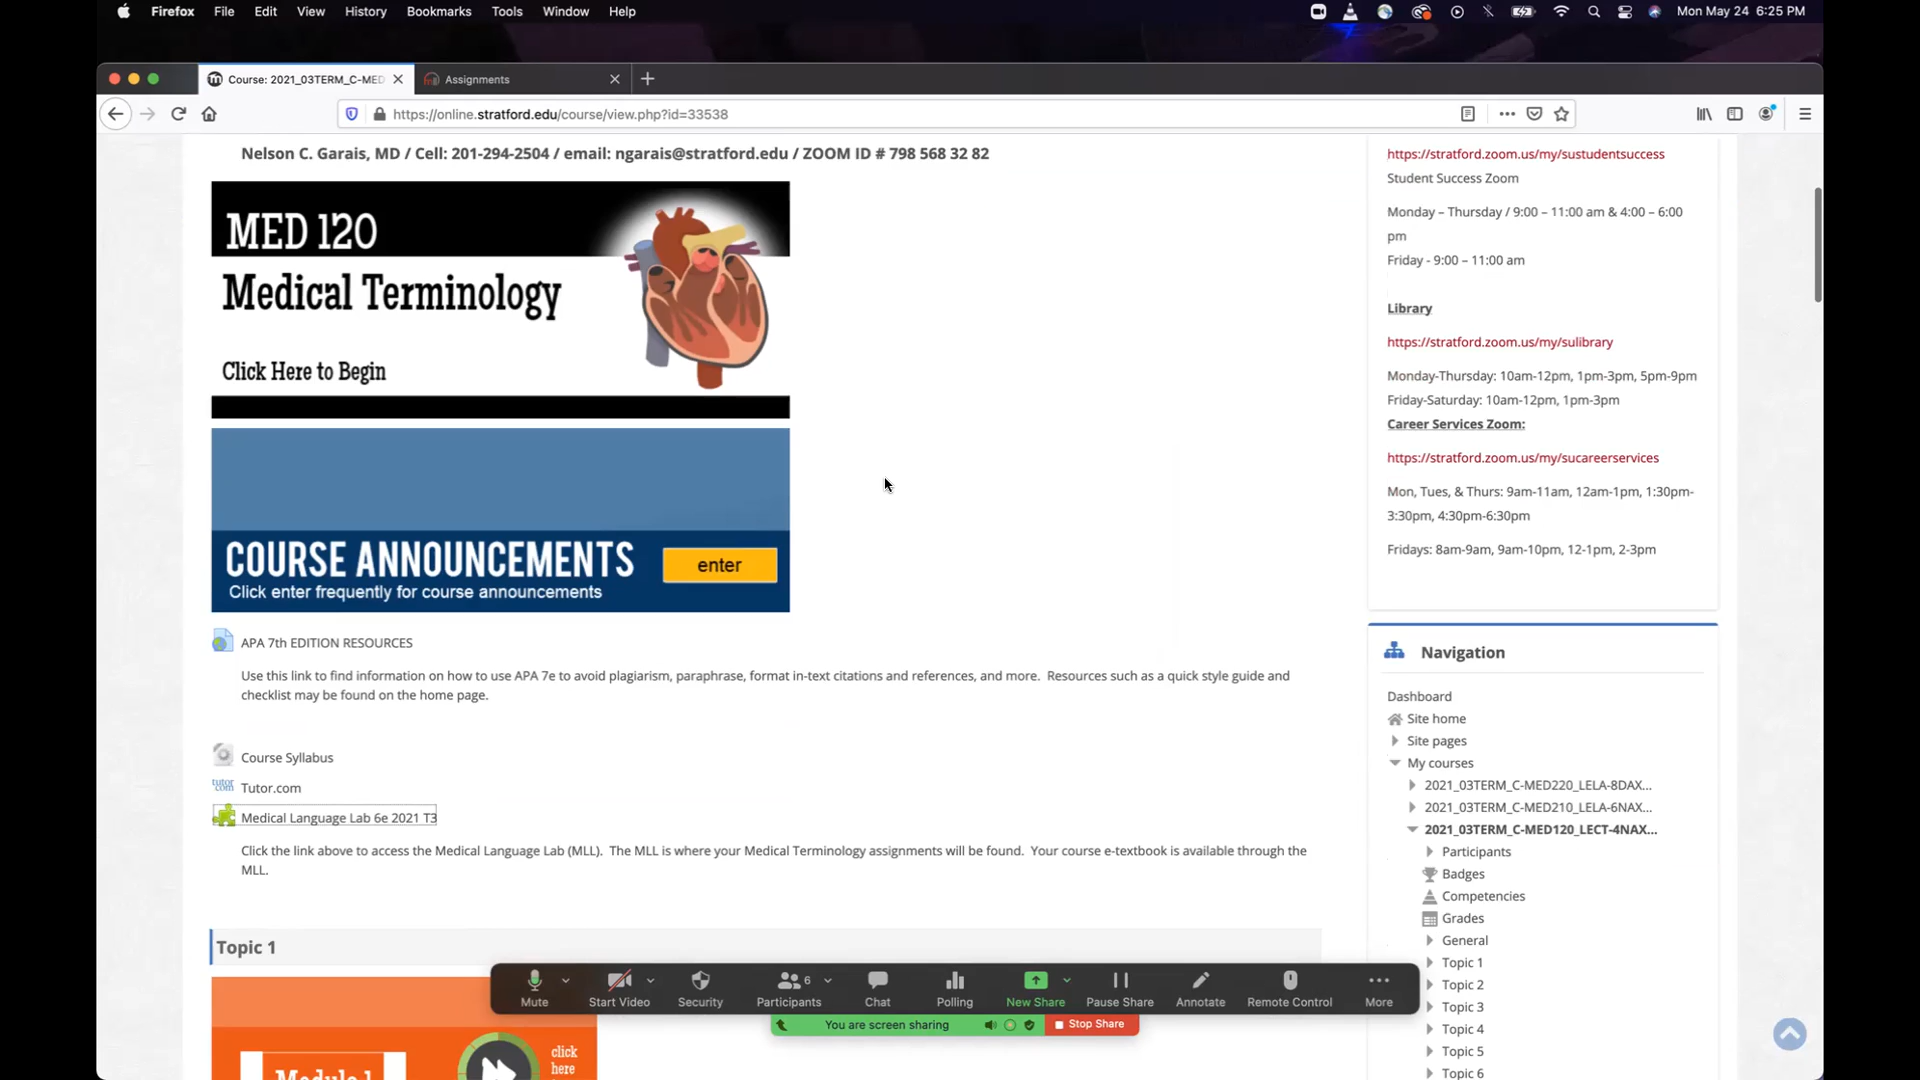 Firefox File Edit View History Bookmarks Tools Window Help Mon May 24 6:25 PM
Course: 2021_03TERM_C-MED Assignments
https://online.stratford.edu/course/view.php?id=33538
Nelson C. Garais, MD / Cell: 201-294-2504 / email: ngarais@stratford.edu / ZOOM ID # 798 568 32 82
MED 120
Medical Terminology
Click Here to Begin
COURSE ANNOUNCEMENTS
enter
Click enter frequently for course announcements
APA 7th EDITION RESOURCES
Use this link to find information on how to use APA 7e to avoid plagiarism, paraphrase, format in-text citations and references, and more. Resources such as a quick style guide and
checklist may be found on the home page.
Course Syllabus
tutor com
Tutor.com
Medical Language Lab 6e 2021 T3
Click the link above to access the Medical Language Lab (MLL). The MLL is where your Medical Terminology assignments will be found. Your course e-textbook is available through the
MLL.
Topic 1
Module 1
click
here
https://stratford.zoom.us/my/sustudentsuccess
Student Success Zoom
Monday – Thursday / 9:00 – 11:00 am & 4:00 – 6:00
pm
Friday - 9:00 – 11:00 am
Library
https://stratford.zoom.us/my/sulibrary
Monday-Thursday: 10am-12pm, 1pm-3pm, 5pm-9pm
Friday-Saturday: 10am-12pm, 1pm-3pm
Career Services Zoom:
https://stratford.zoom.us/my/sucareerservices
Mon, Tues, & Thurs: 9am-11am, 12am-1pm, 1:30pm-
3:30pm, 4:30pm-6:30pm
Fridays: 8am-9am, 9am-10pm, 12-1pm, 2-3pm
Navigation
Dashboard
Site home
Site pages
My courses
2021_03TERM_C-MED220_LELA-8DAX...
2021_03TERM_C-MED210_LELA-6NAX...
2021_03TERM_C-MED120_LECT-4NAX...
Participants
Badges
Competencies
Grades
General
Topic 1
Topic 2
Topic 3
Topic 4
Topic 5
Topic 6
6
Mute Start Video Security Participants Chat Polling New Share Pause Share Annotate Remote Control More
You are screen sharing Stop Share